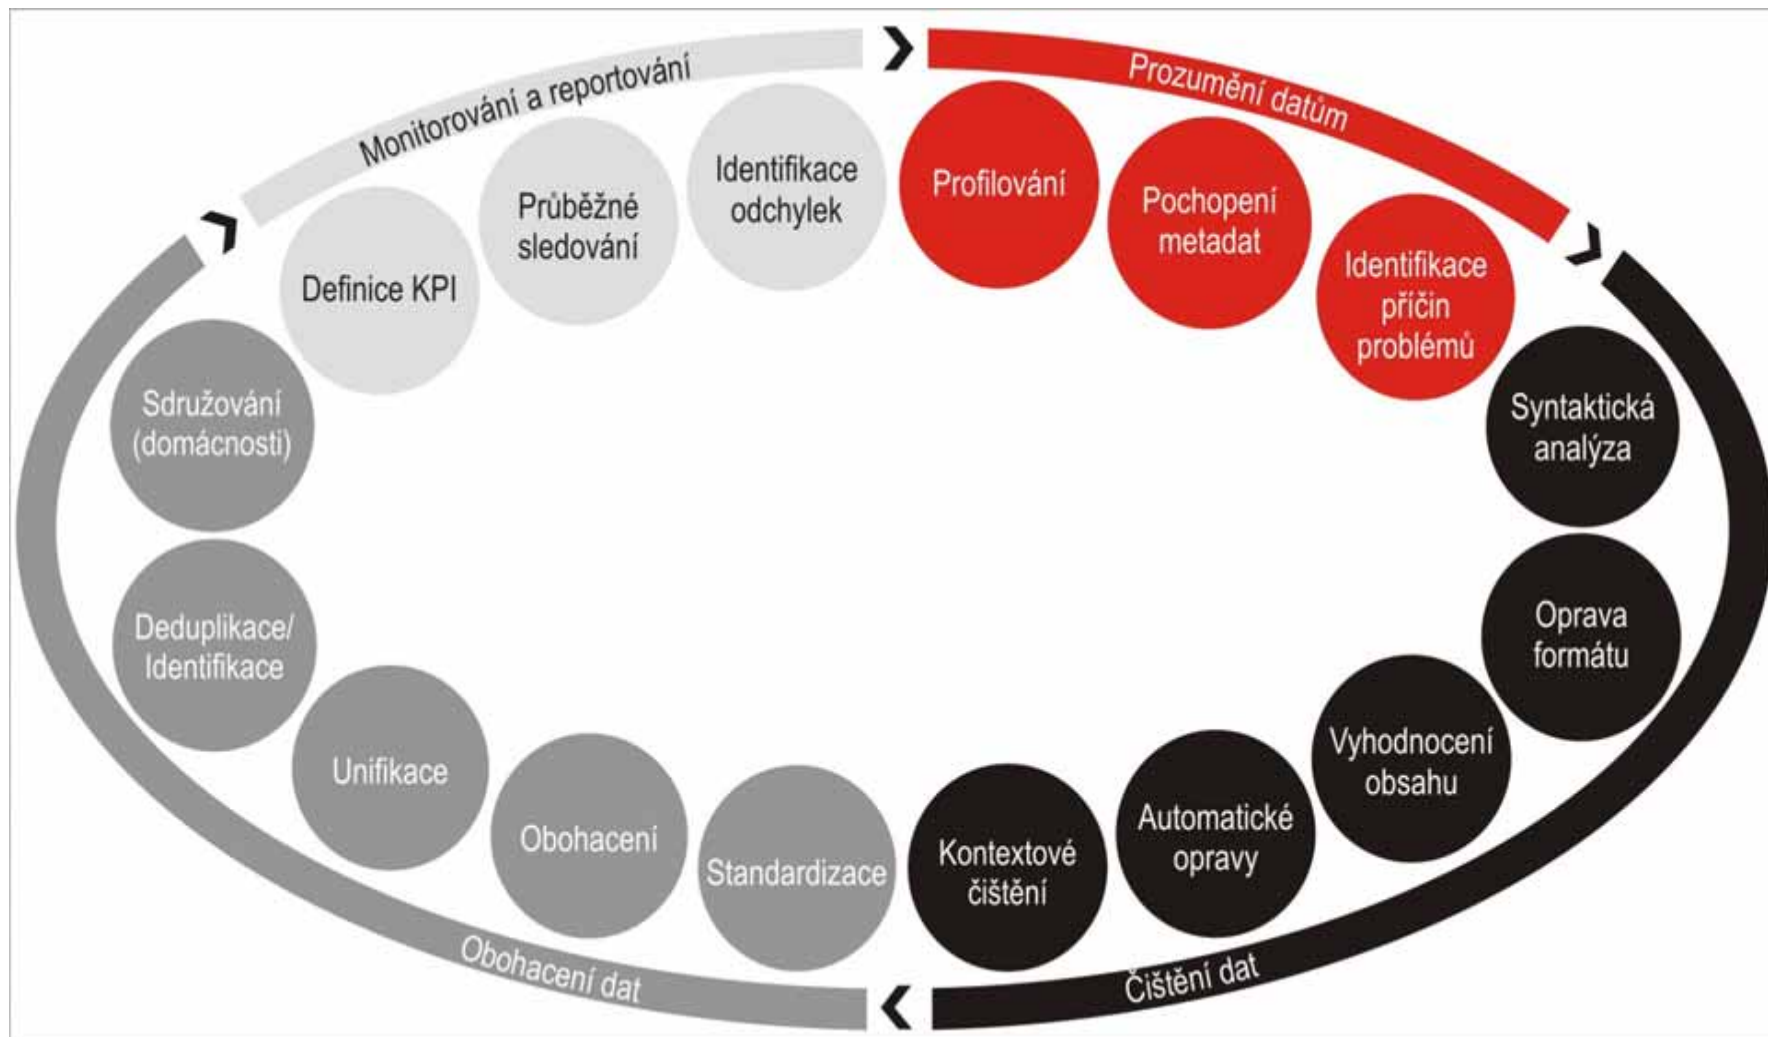 Monitorování a reportování
Prozumění datům
Identifikace
odchylek
Profilování
Průběžné
sledování
Pochopení
metadat
Definice KPI
Identifikace
příčin
problémů
Sdružování
(domácnosti)
Syntaktická
analýza
Deduplikace/
Identifikace
Oprava
formátu
Unifikace
Vyhodnocení
obsahu
Obohacení
Automatické
opravy
Standardizace
Kontextové
čištění
Obohacení dat
Čištění dat